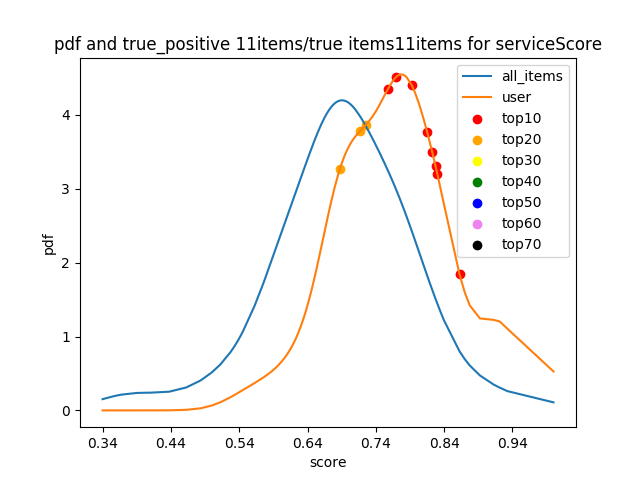 pdf and true_positive 11items/true items11items for serviceScore
all_items
user
top10
top20
top30
top40
top50
top60
top70
pdf
4
3
2
1
0
0.34 0.44 0.54 0.64 0.74 0.84 0.94
score